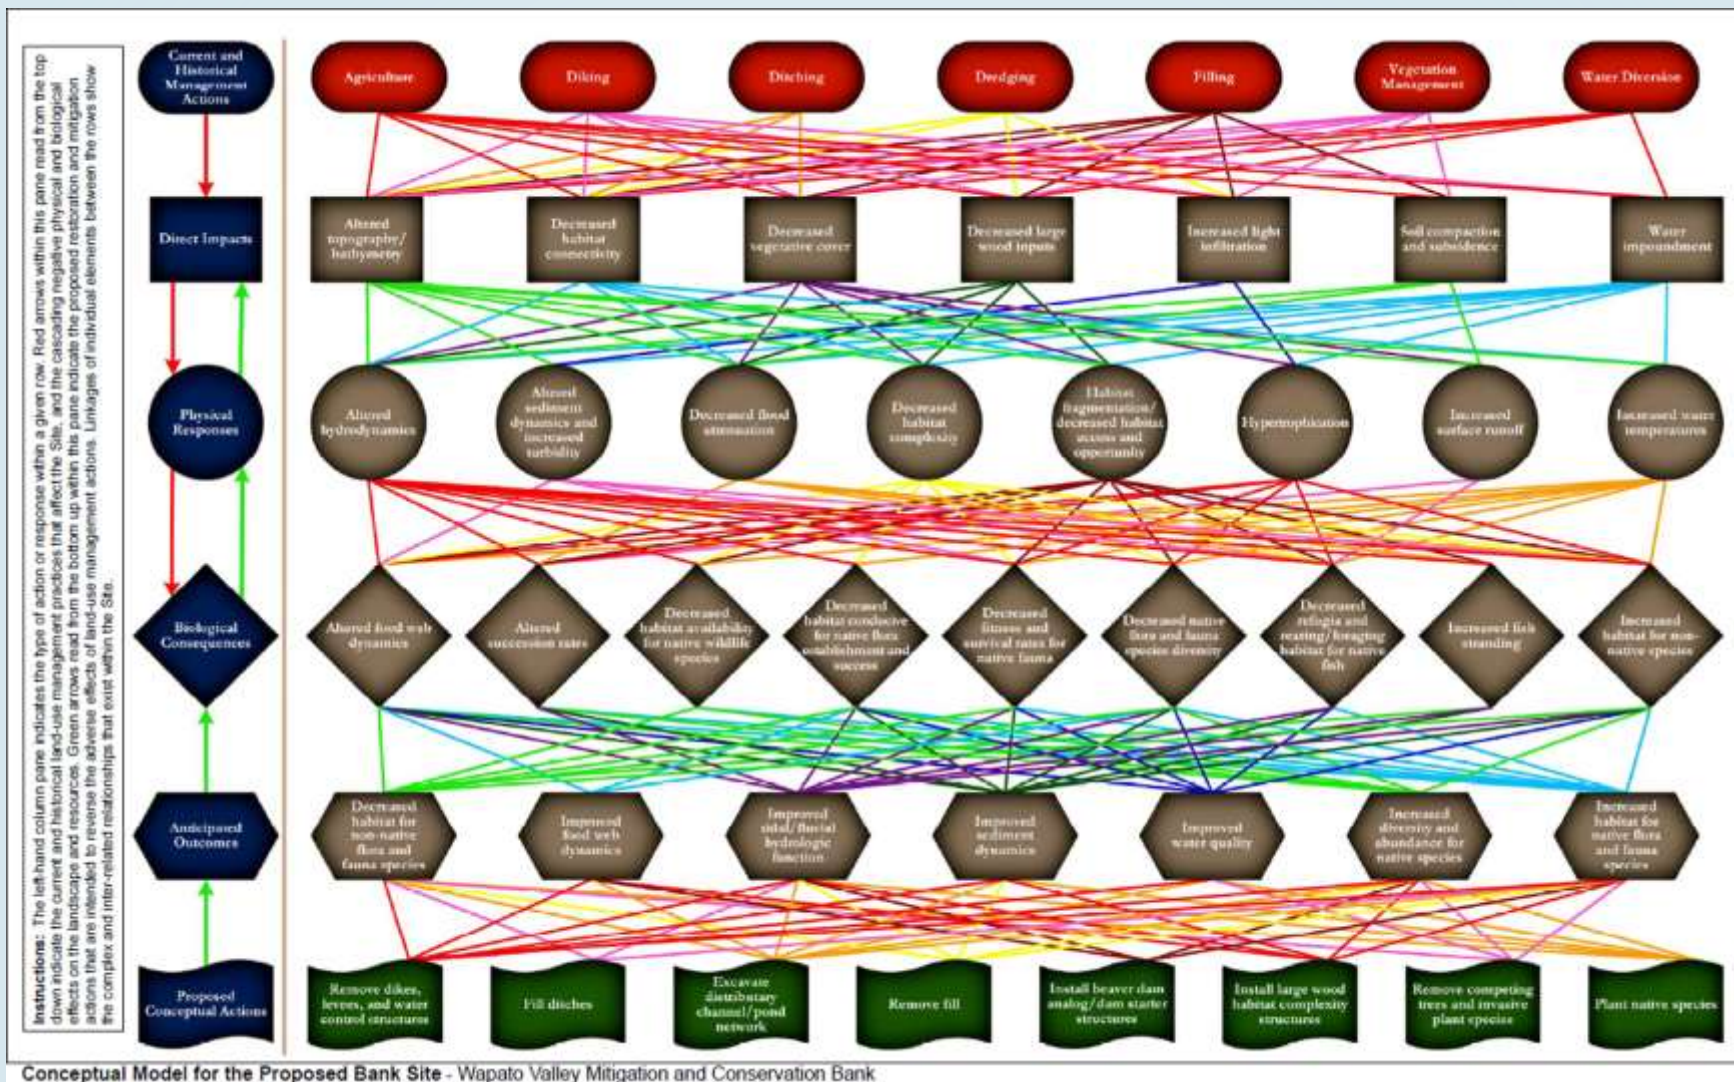 Instructions: The left-hand column pane indicates the type of action or response within a given row. Red arrows within this pane read from the top
down indicate the current and historical land-use management practices that affect the Site, and the cascading negative physical and biological
effects on the landscape and resources. Green arrows read from the bottom up within this pane indicate the proposed restoration and mitigation
actions that are intended to reverse the adverse effects of land-use management actions. Linkages of individual elements between the rows show
the complex and inter-related relationships that exist within the Site.
Current and
Historical
Management
Actions
Agriculture
Diking
Ditching
Dredging
Filling
Vegetation
Management
Water Diversion
Direct Impacts
Altered
topography/
bathymetry
Decreased
habitat
connectivity
Decreased
vegetative cover
Decreased large
wood inputs
Increased light
infiltration
Soil compaction
and subsidence
Water
impoundment
Physical
Responses
Altered
hydrodynamics
Altered
sediment
dynamics and
increased
turbidity
Decreased flood
attenuation
Decreased
habitat
complexity
Habitat
fragmentation/
decreased habitat
access and
opportunity
Hypertrophication
Increased
surface runoff
Increased water
temperatures
Biological
Consequences
Altered food web
dynamics
Altered
succession rates
Decreased
habitat availability
for native wildlife
species
Decreased
habitat conducive
for native flora
establishment and
success
Decreased
fitness and
survival rates for
native fauna
Decreased native
flora and fauna
species diversity
Decreased
refugia and
rearing/foraging
habitat for native
fish
Increased fish
stranding
Increased
habitat for non-
native species
Anticipated
Outcomes
Decreased
habitat for
non-native
flora and
fauna species
Improved
food web
dynamics
Improved
tidal/fluvial
hydrologic
function
Improved
sediment
dynamics
Improved
water quality
Increased
diversity and
abundance for
native species
Increased
habitat for
native flora
and fauna
species
Proposed
Conceptual Actions
Remove dikes,
levees, and water
control structures
Fill ditches
Excavate
distributary
channel/pond
network
Remove fill
Install beaver dam
analog/dam starter
structures
Install large wood
habitat complexity
structures
Remove competing
trees and invasive
plant species
Plant native species
Conceptual Model for the Proposed Bank Site - Wapato Valley Mitigation and Conservation Bank